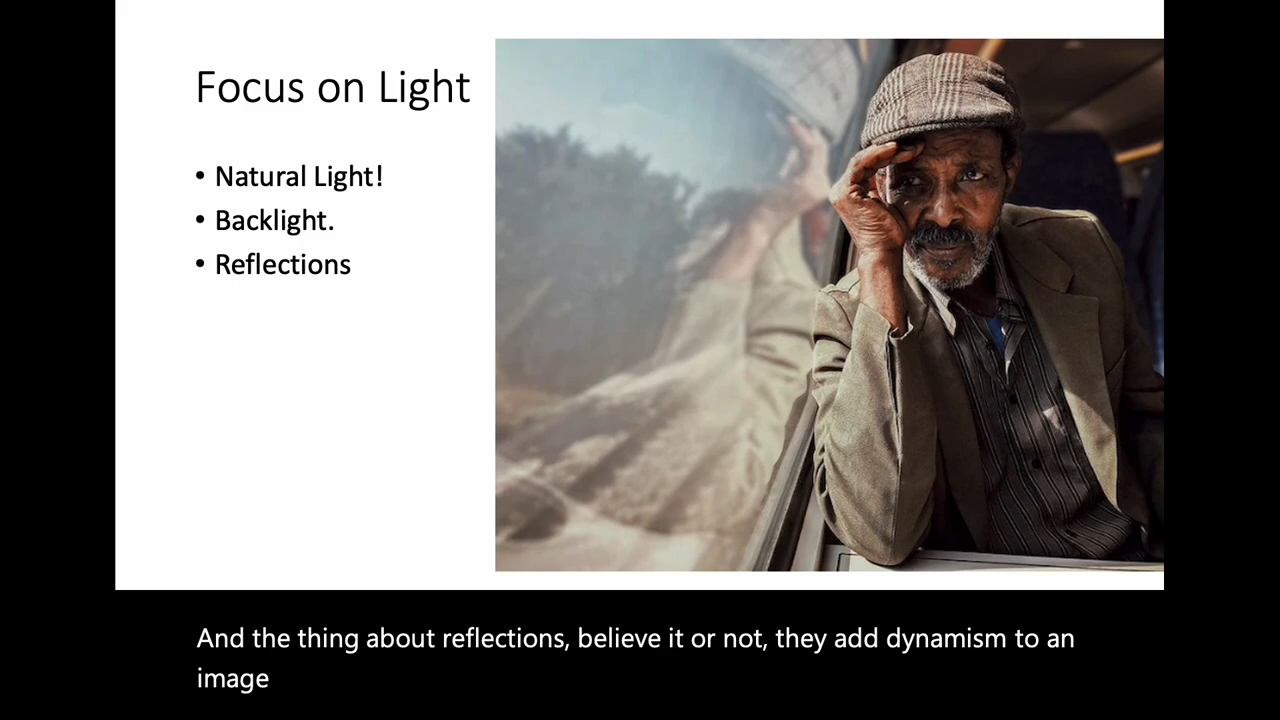 Focus on Light
• Natural Light!
• Backlight.
• Reflections
And the thing about reflections, believe it or not, they add dynamism to an
image